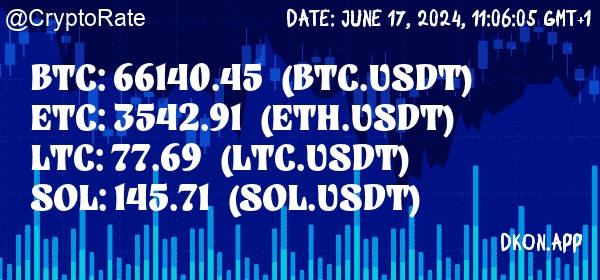 @CryptoRate
DATE: JUNE 17, 2024, 11:06:05 GMT+1
BTC: 66140.45 (BTC.USDT)
ETC: 3542.91 (ETH.USDT)
LTC: 77.69 (LTC.USDT)
SOL: 145.71 (SOL.USDT)
DKON.APP